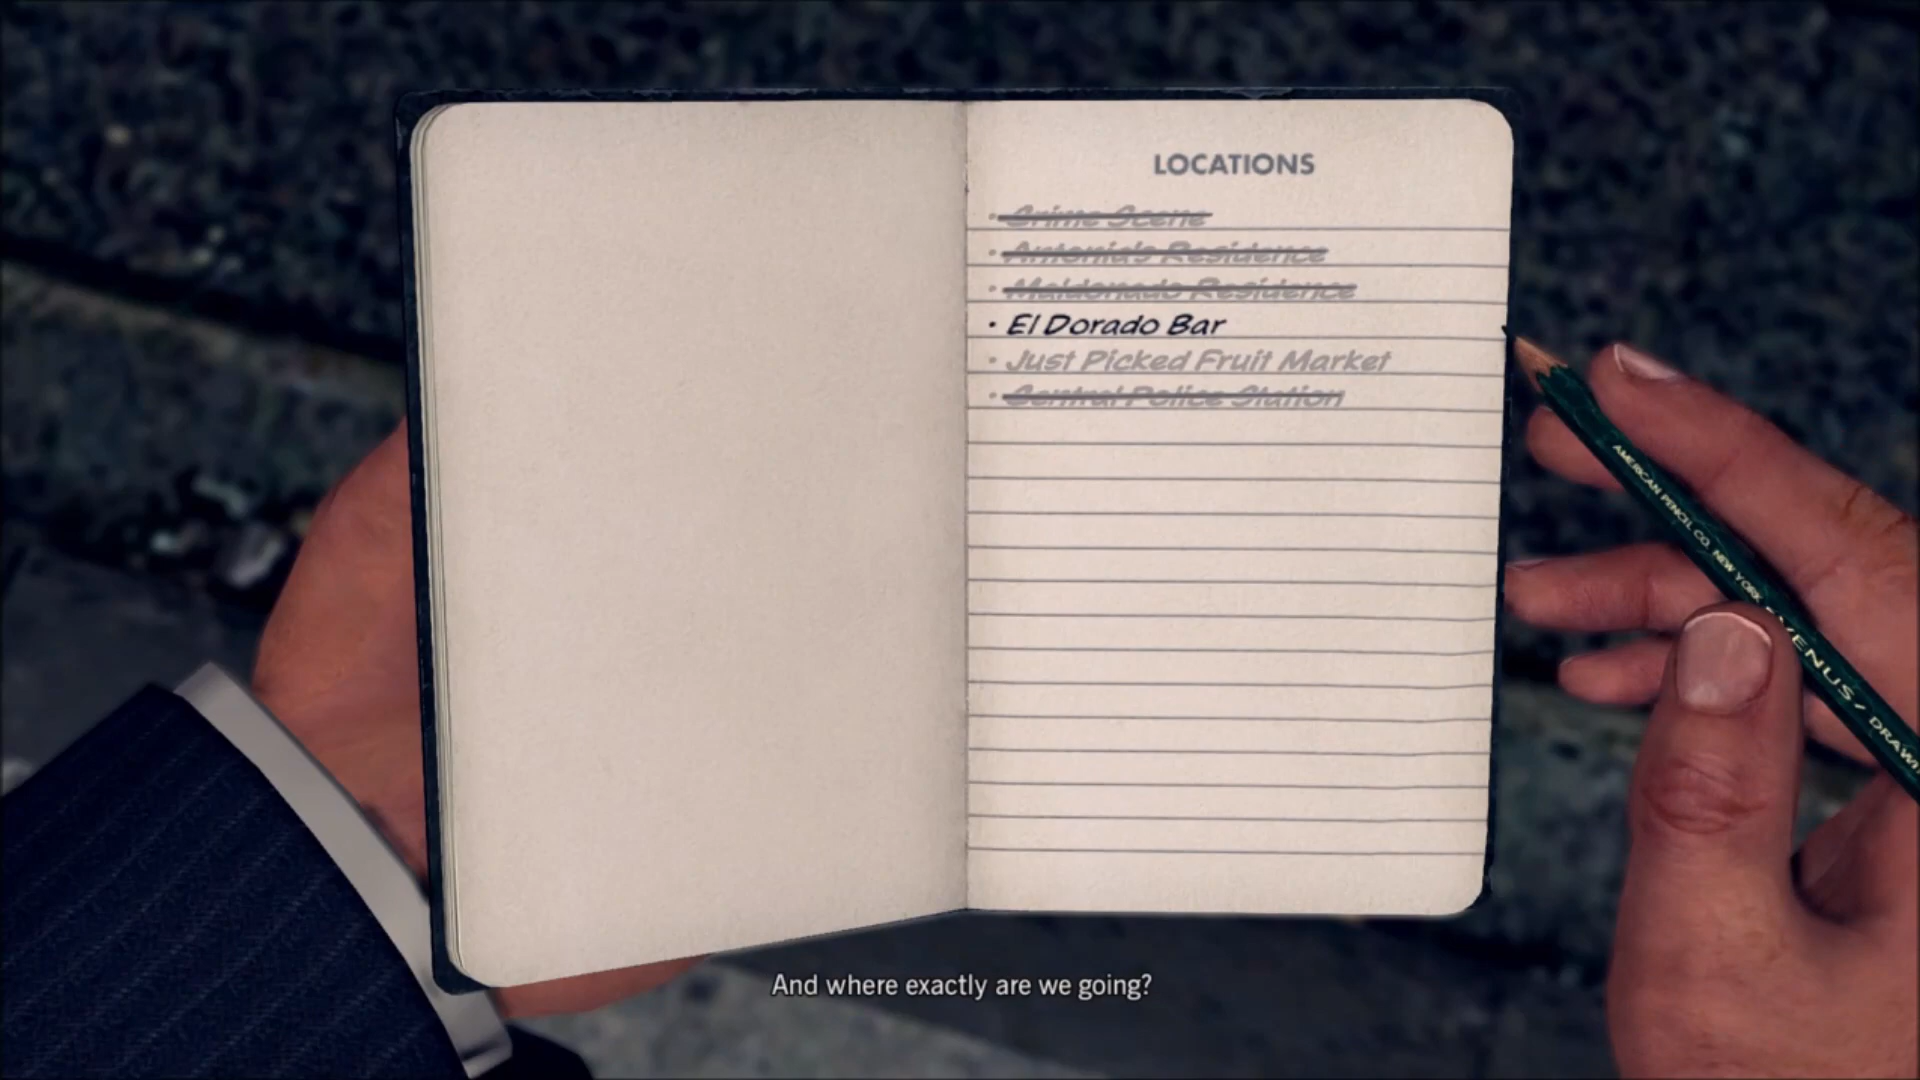 LOCATIONS
· Crime Scene
· Antonia's Residence
· Maldonado Residence
· El Dorado Bar
· Just Picked Fruit Market
· Central Police Station
AMERICAN PENCIL CO. NEW YORK VENUS / DRAWI
And where exactly are we going?